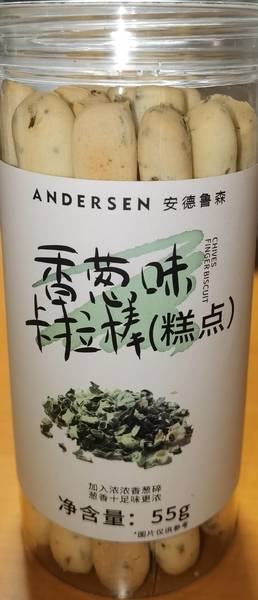 ANDERSEN 安德鲁森
CHIVES
FINGER BISCUIT
香葱味
卡拉棒(糕点)
加入浓浓香葱碎
葱香十足味更浓
净含量：55g
*图片仅供参考